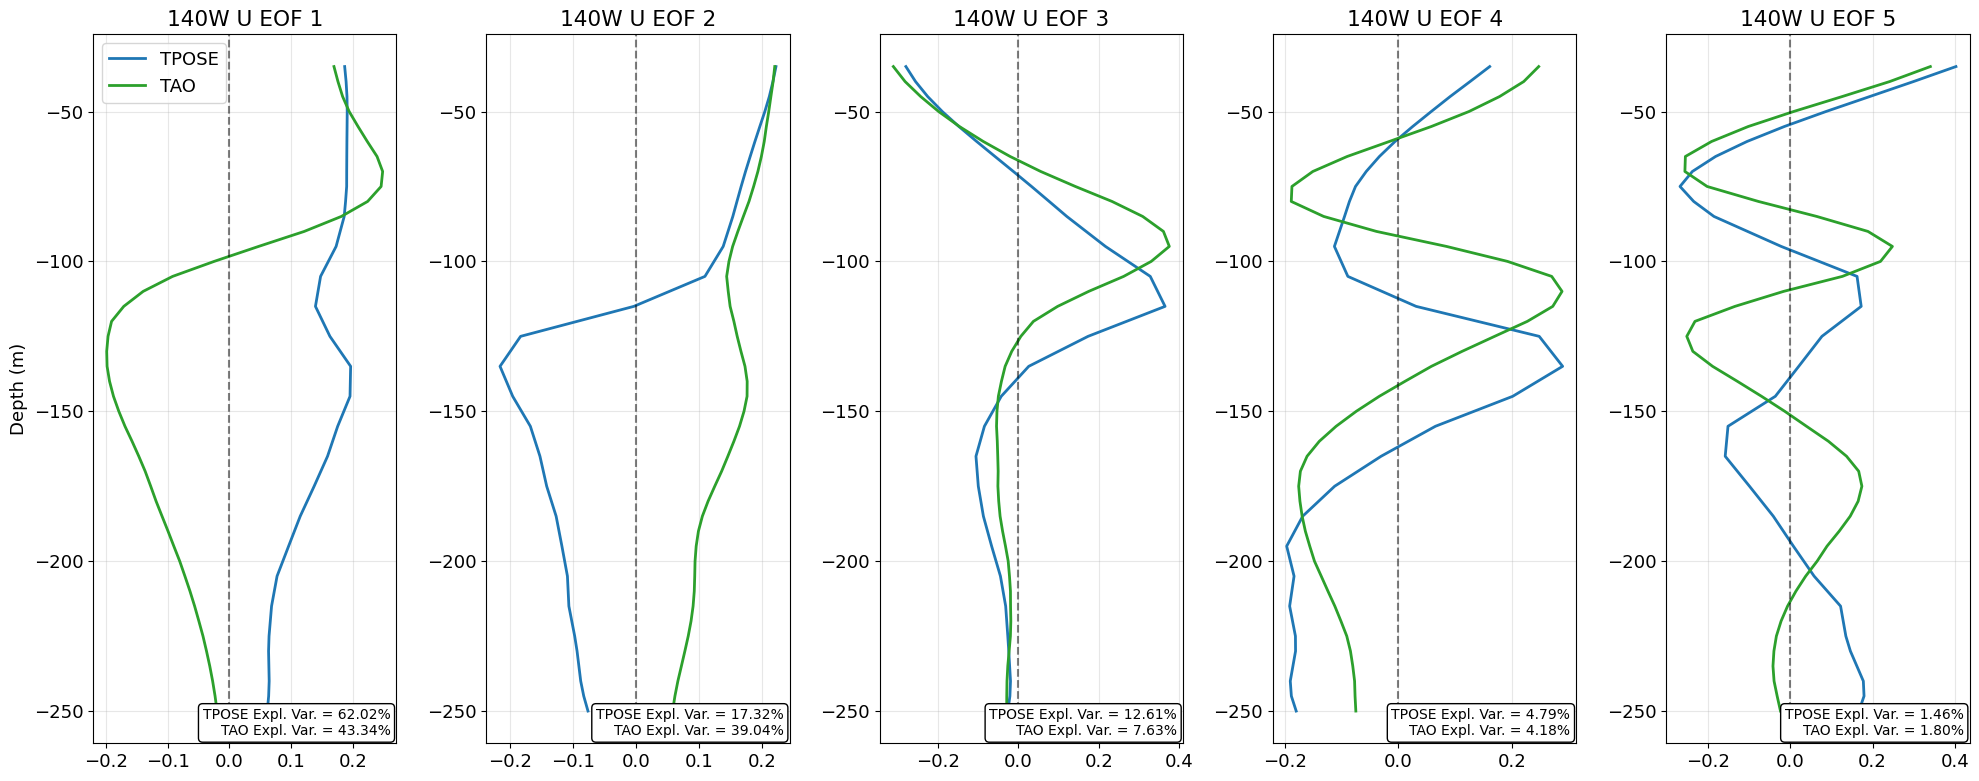 140W U EOF 1
140W U EOF 2
140W U EOF 3
140W U EOF 4
140W U EOF 5
TPOSE
TAO
Depth (m)
−50
−100
−150
−200
−250
−0.2 −0.1 0.0 0.1 0.2
TPOSE Expl. Var. = 62.02%
TAO Expl. Var. = 43.34%
−50
−100
−150
−200
−250
−0.2 −0.1 0.0 0.1 0.2
TPOSE Expl. Var. = 17.32%
TAO Expl. Var. = 39.04%
−50
−100
−150
−200
−250
−0.2 0.0 0.2 0.4
TPOSE Expl. Var. = 12.61%
TAO Expl. Var. = 7.63%
−50
−100
−150
−200
−250
−0.2 0.0 0.2
TPOSE Expl. Var. = 4.79%
TAO Expl. Var. = 4.18%
−50
−100
−150
−200
−250
−0.2 0.0 0.2 0.4
TPOSE Expl. Var. = 1.46%
TAO Expl. Var. = 1.80%